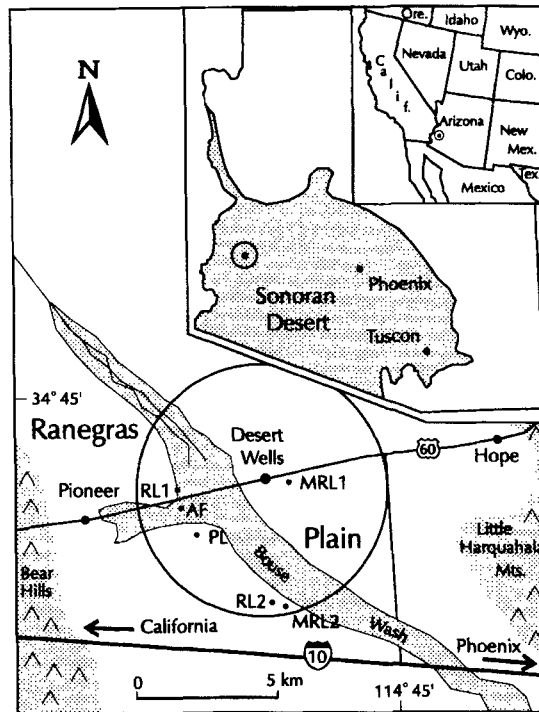 Ore.
Idaho
Wyo.
Nevada
Utah
Colo.
Calif.
Arizona
New Mex.
Tex.
Mexico
N
Phoenix
Sonoran
Desert
Tuscon
34° 45'
Ranegras
Desert
Wells
60
Hope
Pioneer
RL1
MRL1
AF
PL
Plain
Little
Harquahala
Mts.
Bouse
Wash
Bear
Hills
RL2
MRL2
California
Phoenix
10
0
5 km
114° 45'